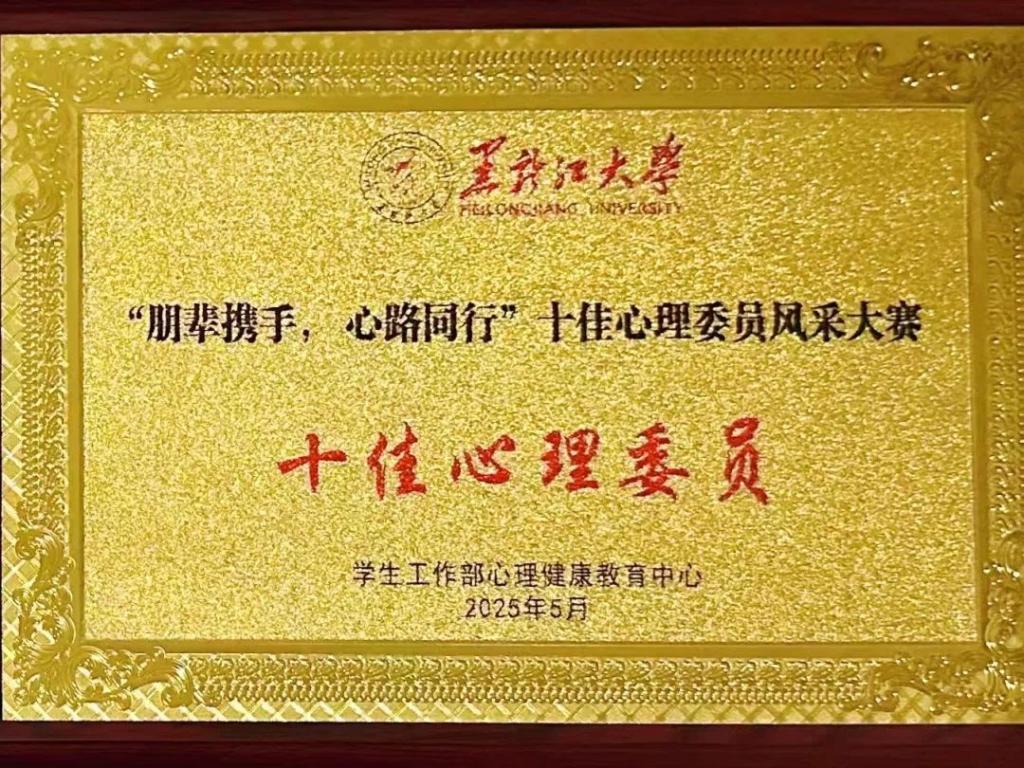 黑龍江大學
HEILONGJIANG UNIVERSITY
“朋辈携手，心路同行”十佳心理委员风采大赛
十佳心理委员
学生工作部心理健康教育中心
2025年5月